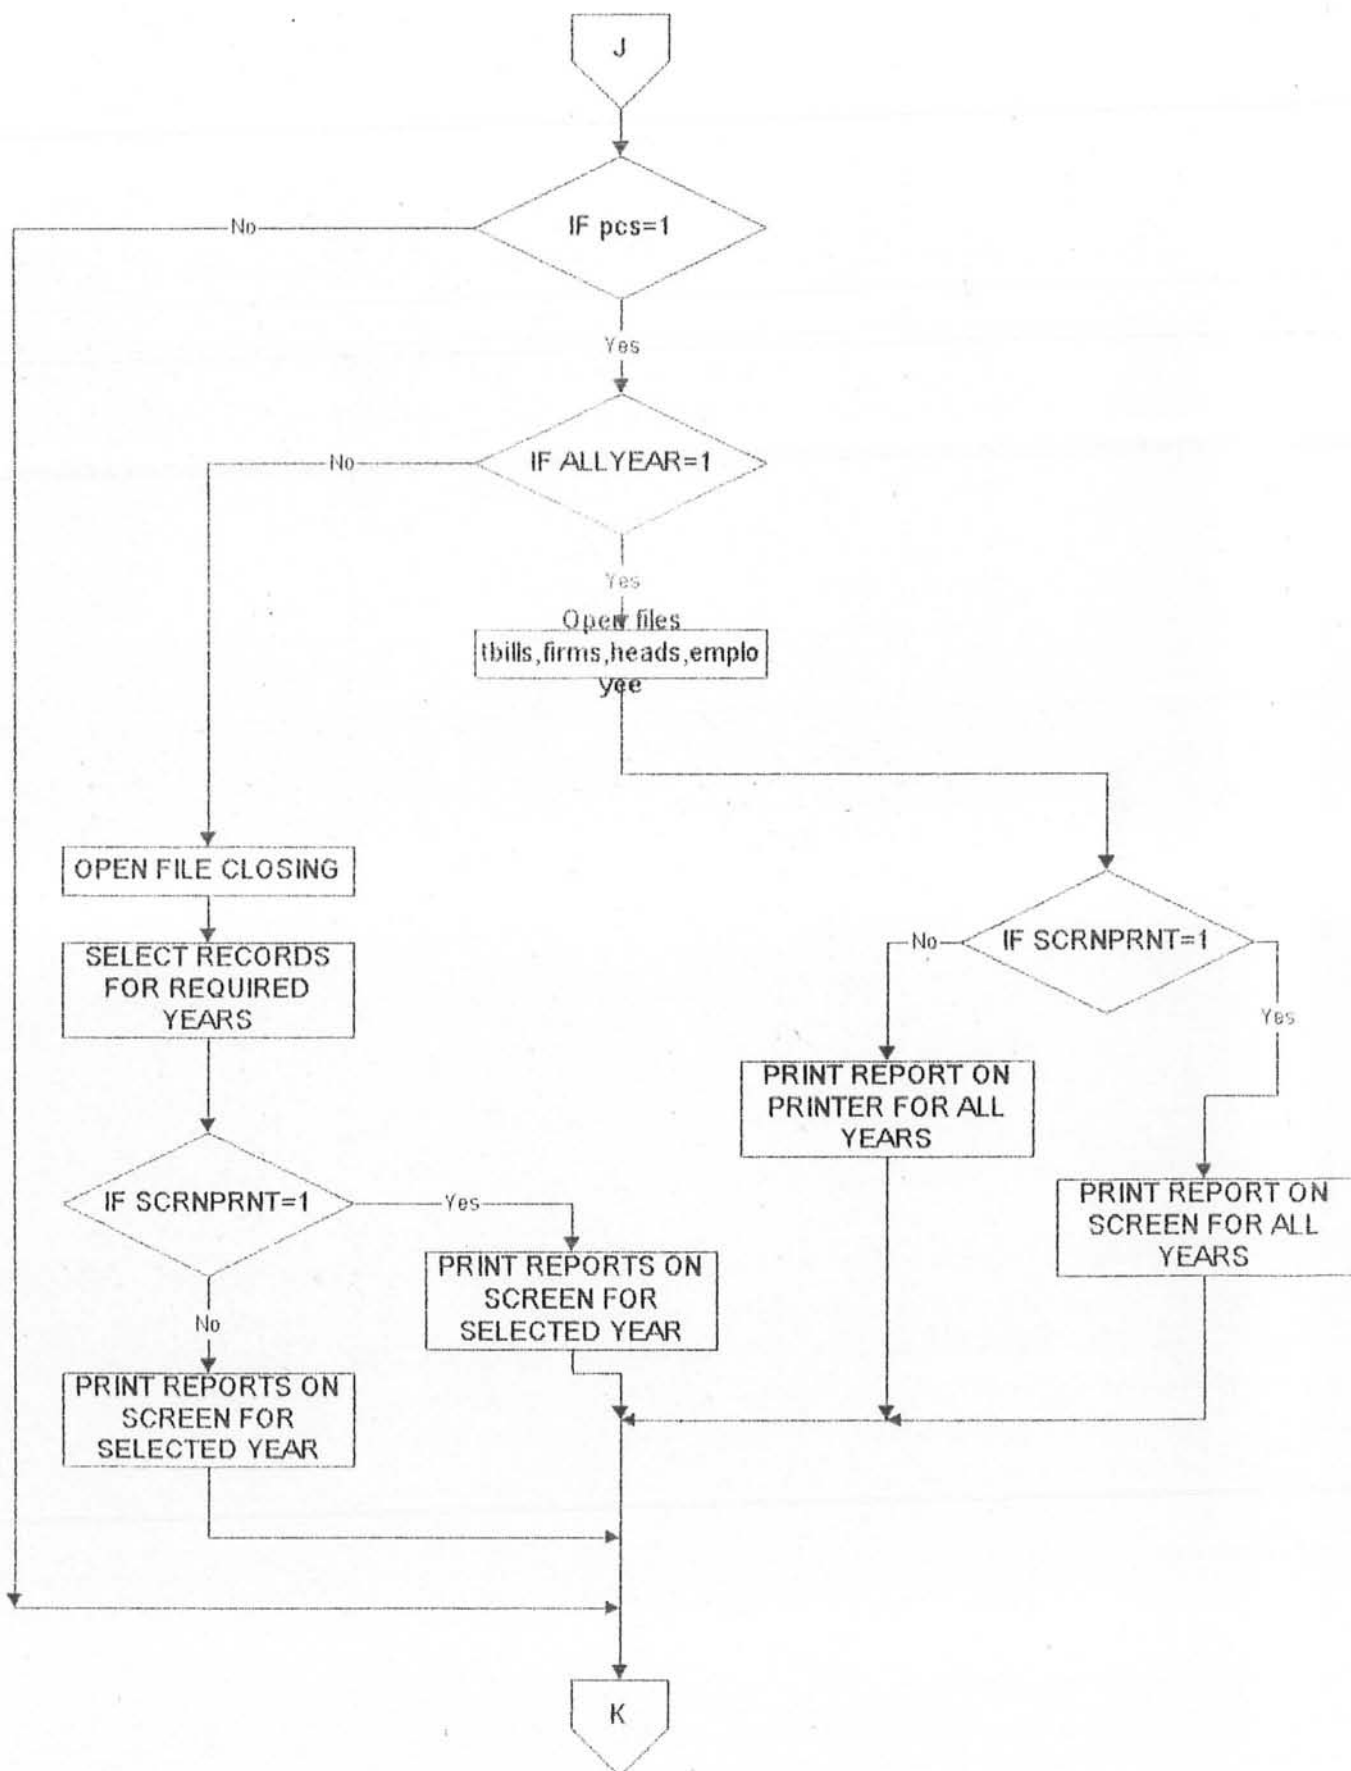 J
IF pcs=1
No
Yes
IF ALLYEAR=1
No
Yes
Open files
tbills,firms,heads,emplo
yee
OPEN FILE CLOSING
SELECT RECORDS
FOR REQUIRED
YEARS
IF SCRNPRNT=1
No
Yes
PRINT REPORT ON
PRINTER FOR ALL
YEARS
PRINT REPORT ON
SCREEN FOR ALL
YEARS
IF SCRNPRNT=1
Yes
No
PRINT REPORTS ON
SCREEN FOR
SELECTED YEAR
PRINT REPORTS ON
SCREEN FOR
SELECTED YEAR
K